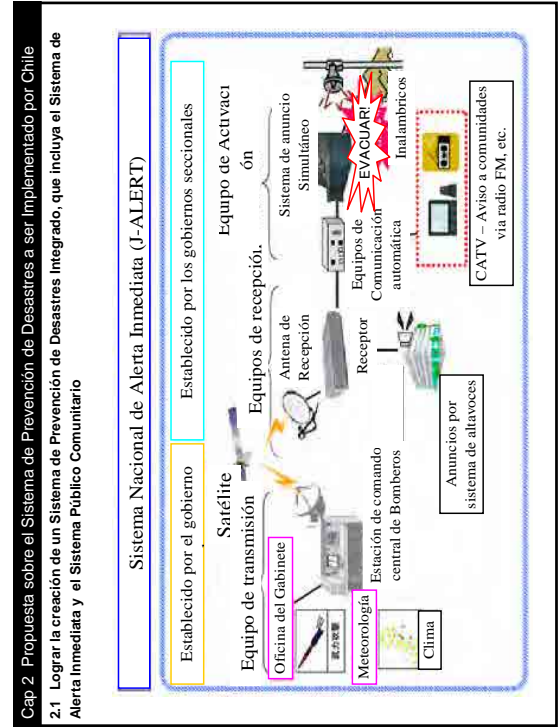 Cap 2 Propuesta sobre el Sistema de Prevención de Desastres a ser Implementado por Chile
2.1 Lograr la creación de un Sistema de Prevención de Desastres Integrado, que incluya el Sistema de
Alerta Inmediata y el Sistema Público Comunitario
Sistema Nacional de Alerta Inmediata (J-ALERT)
Establecido por el gobierno
Establecido por los gobiernos seccionales
Satélite
Equipo de transmisión
Equipos de recepción.
Equipo de Activaci
ón
Oficina del Gabinete
武力攻撃
Meteorología
Clima
Estación de comando
central de Bomberos
Antena de
Recepción
Receptor
Anuncios por
sistema de altavoces
Sistema de anuncio
Simultáneo
Equipos de
Comunicación
automática
EVACUAR!
Inalambricos
CATV – Aviso a comunidades
via radio FM, etc.